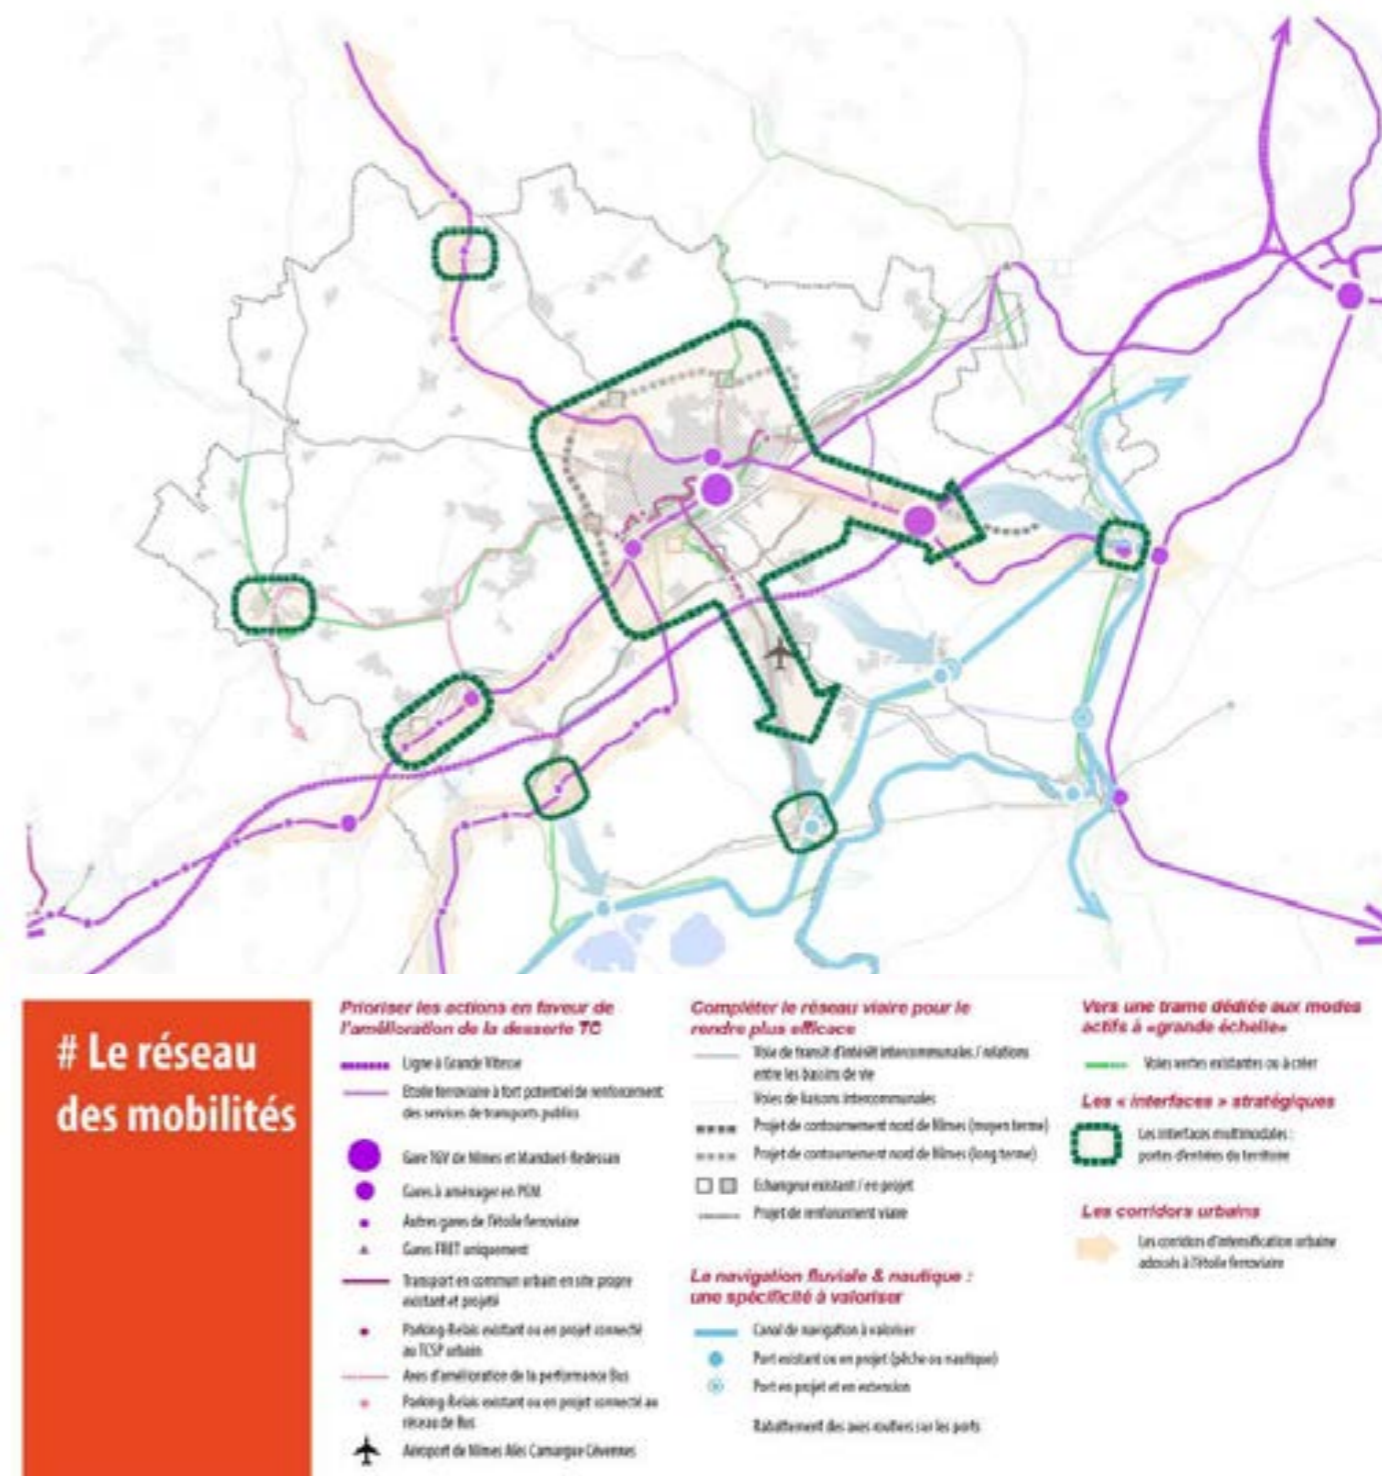 # Le réseau
des mobilités
Prioriser les actions en faveur de
l'amélioration de la desserte TC
Ligne à Grande Vitesse
Etoile ferroviaire à fort potentiel de renforcement
des services de transports publics
Gare TGV de Nîmes et Manduel-Redessan
Gares à aménager en PEM
Autres gares de l'étoile ferroviaire
Gares FRET uniquement
Transport en commun urbain en site propre
existant et projeté
Parking-Relais existant ou en projet connecté
au TCSP urbain
Axes d'amélioration de la performance Bus
Parking-Relais existant ou en projet connecté au
réseau de Bus
Aéroport de Nîmes Alès Camargue Cévennes
Compléter le réseau viaire pour le
rendre plus efficace
Voie de transit d'intérêt intercommunales / relations
entre les bassins de vie
Voies de liaisons intercommunales
Projet de contournement nord de Nîmes (moyen terme)
Projet de contournement nord de Nîmes (long terme)
Echangeur existant / en projet
Projet de renforcement viaire
La navigation fluviale & nautique :
une spécificité à valoriser
Canal de navigation à valoriser
Port existant ou en projet (pêche ou nautique)
Port en projet et en extension
Rabattement des axes routiers sur les ports
Vers une trame dédiée aux modes
actifs à «grande échelle»
Voies vertes existantes ou à créer
Les « interfaces » stratégiques
Les interfaces multimodales :
portes d'entrées du territoire
Les corridors urbains
Les corridors d'intensification urbaine
adossés à l'étoile ferroviaire